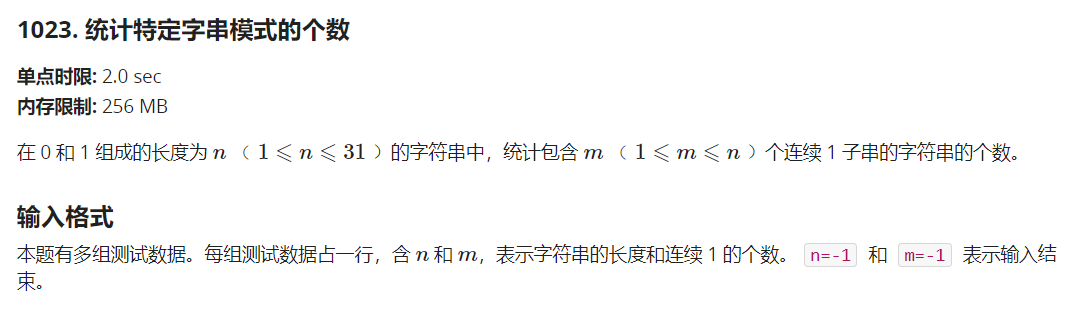 1023. 统计特定字串模式的个数
单点时限: 2.0 sec
内存限制: 256 MB
在 0 和 1 组成的长度为 n （ 1 ⩽ n ⩽ 31 ）的字符串中，统计包含 m （ 1 ⩽ m ⩽ n ）个连续 1 子串的字符串的个数。
输入格式
本题有多组测试数据。每组测试数据占一行，含 n 和 m，表示字符串的长度和连续 1 的个数。 n=-1 和 m=-1 表示输入结
束。